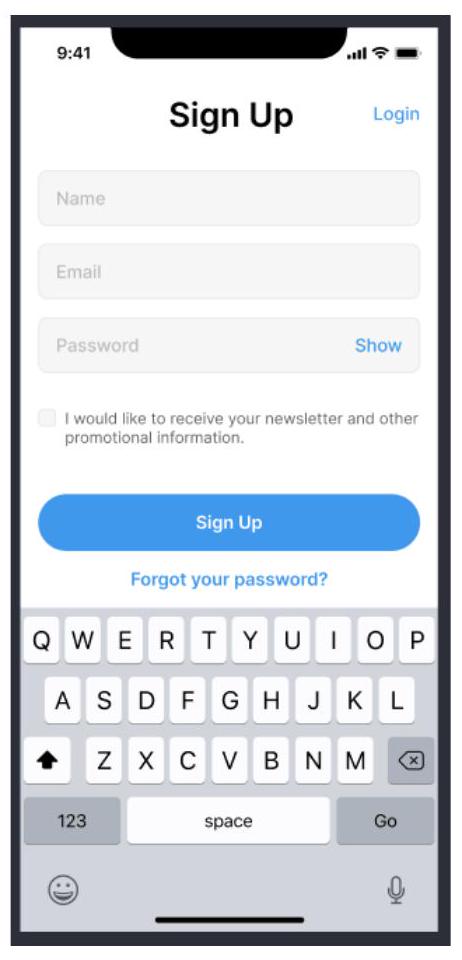 9:41
Sign Up
Login
Name
Email
Password
Show
I would like to receive your newsletter and other
promotional information.
Sign Up
Forgot your password?
Q W E R T Y U I O P
A S D F G H J K L
Z X C V B N M
123 space Go